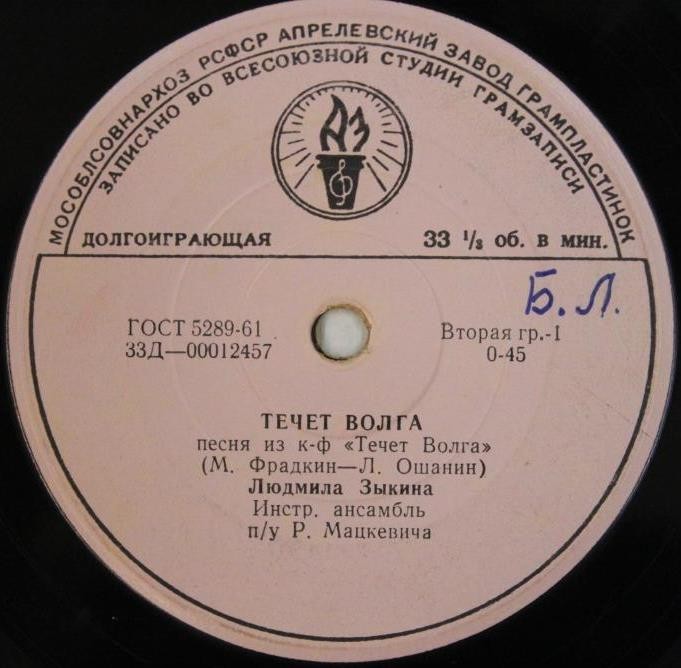 МОСОБЛСОВНАРХОЗ РСФСР АПРЕЛЕВСКИЙ ЗАВОД ГРАМПЛАСТИНОК
ЗАПИСАНО ВО ВСЕСОЮЗНОЙ СТУДИИ ГРАМЗАПИСИ
АЗ
ДОЛГОИГРАЮЩАЯ 33 ⅓ об. в мин.
Б.Л.
ГОСТ 5289-61 Вторая гр.-I
33Д—00012457 0-45
ТЕЧЕТ ВОЛГА
песня из к-ф «Течет Волга»
(М. Фрадкин—Л. Ошанин)
Людмила Зыкина
Инстр. ансамбль
п/у Р. Мацкевича